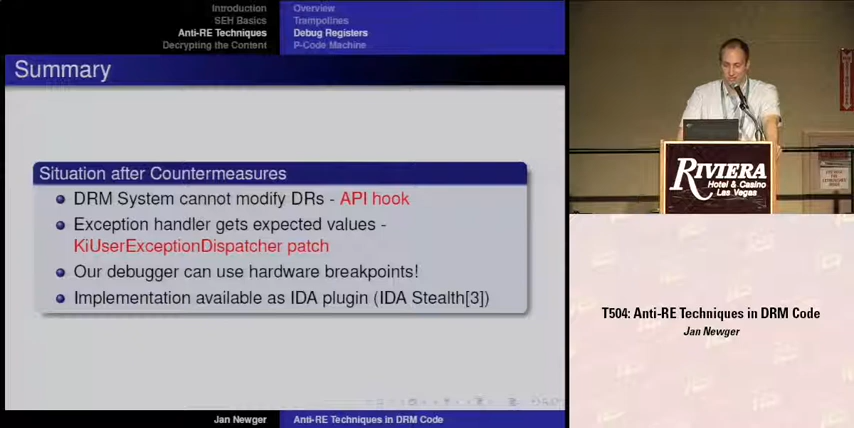 Introduction
SEH Basics
Anti-RE Techniques
Decrypting the Content
Overview
Trampolines
Debug Registers
P-Code Machine
Summary
Situation after Countermeasures
DRM System cannot modify DRs - API hook
Exception handler gets expected values -
KiUserExceptionDispatcher patch
Our debugger can use hardware breakpoints!
Implementation available as IDA plugin (IDA Stealth[3])
Jan Newger
Anti-RE Techniques in DRM Code
RIVIERA
Hotel & Casino
Las Vegas
T504: Anti-RE Techniques in DRM Code
Jan Newger